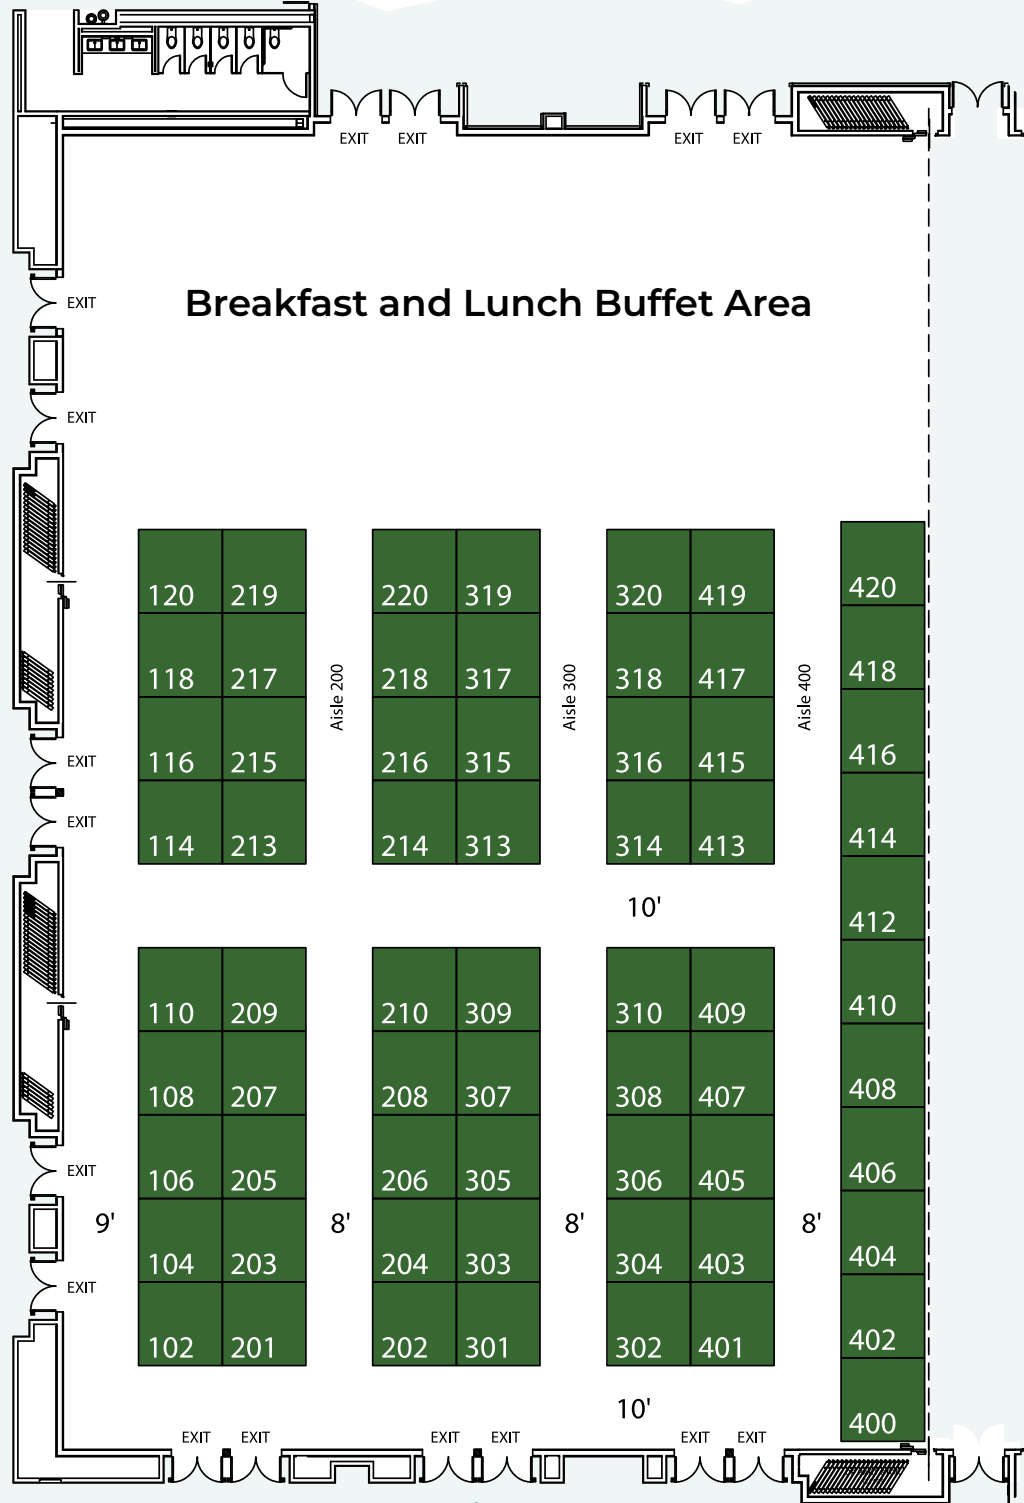 EXIT EXIT EXIT EXIT
EXIT
Breakfast and Lunch Buffet Area
EXIT
120 219 220 319 320 419 420
118 217 218 317 318 417 418
Aisle 200 Aisle 300 Aisle 400
116 215 216 315 316 415 416
EXIT
EXIT
114 213 214 313 314 413 414
10' 412
110 209 210 309 310 409 410
108 207 208 307 308 407 408
EXIT
106 205 206 305 306 405 406
9' 8' 8' 8'
104 203 204 303 304 403 404
EXIT
102 201 202 301 302 401 402
10' 400
EXIT EXIT EXIT EXIT EXIT EXIT